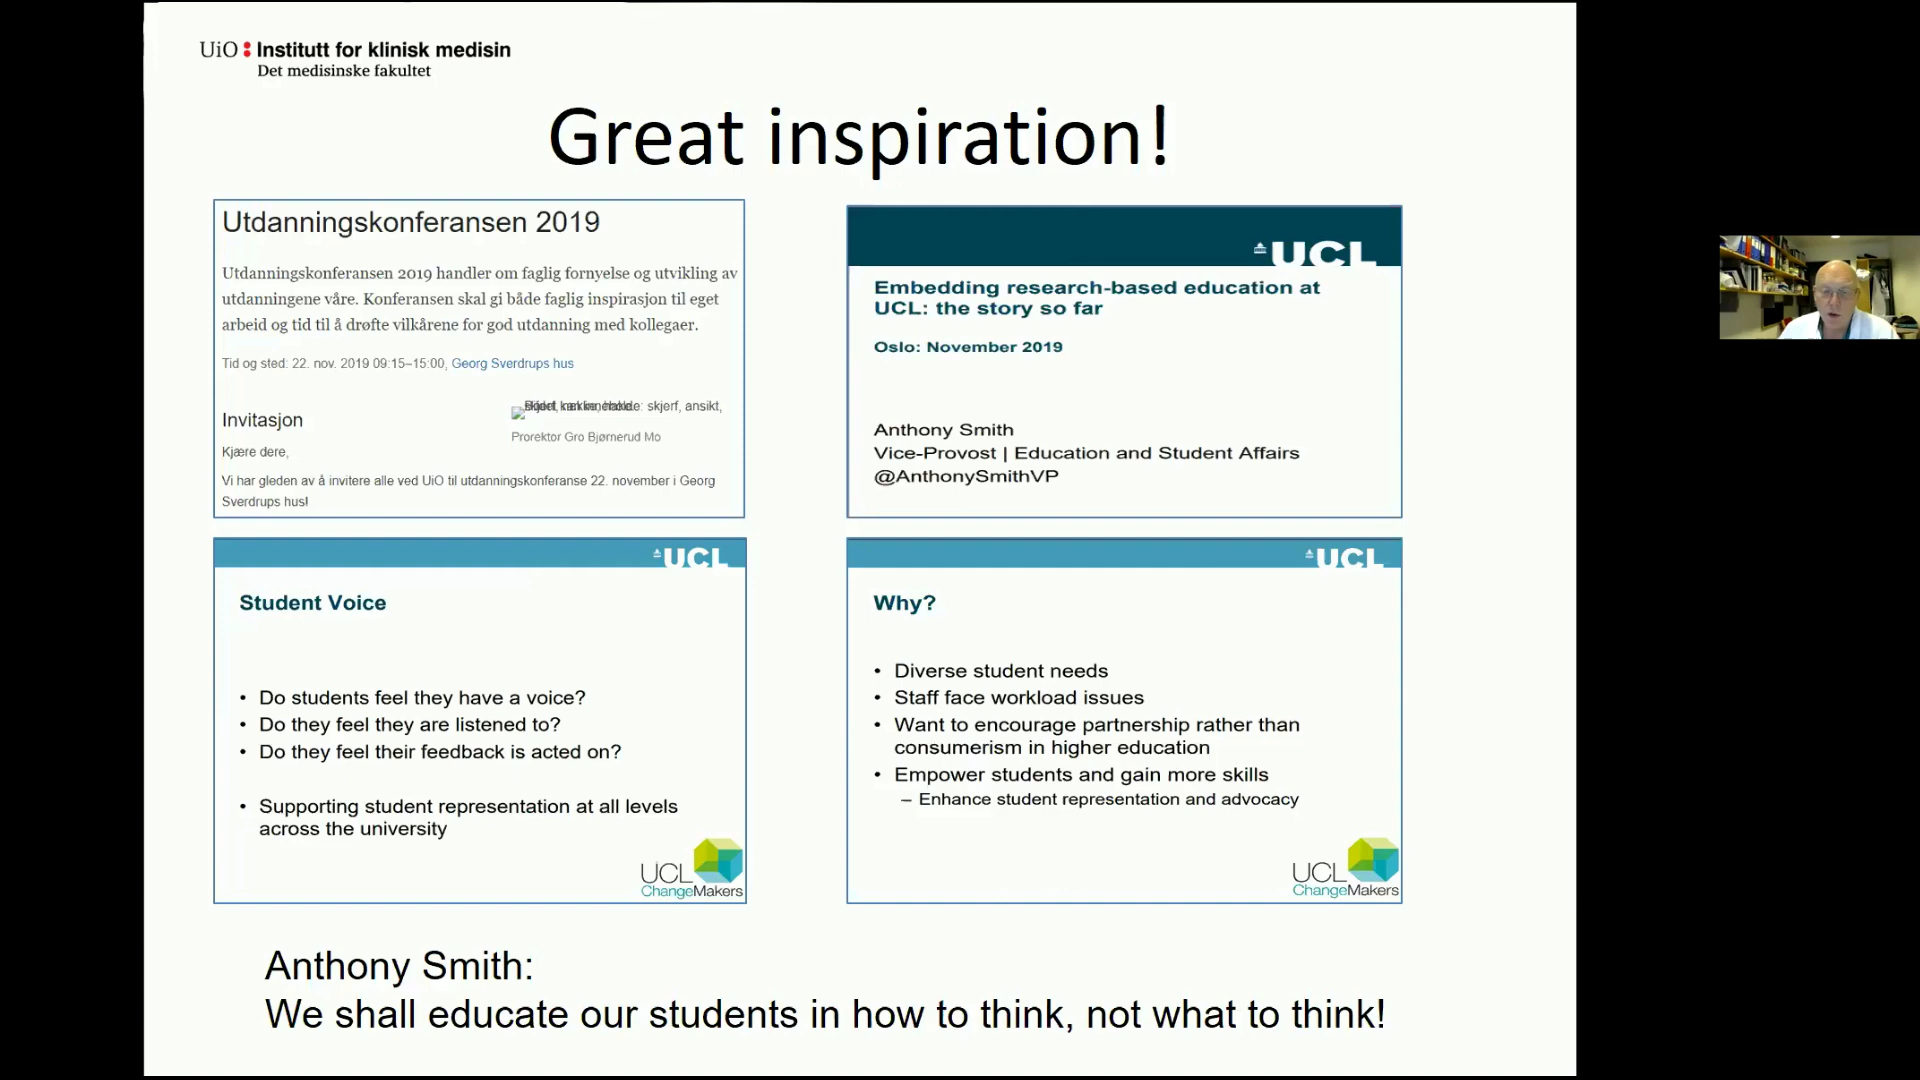 UiO Institutt for klinisk medisin
Det medisinske fakultet
Great inspiration!
Utdanningskonferansen 2019
Utdanningskonferansen 2019 handler om faglig fornyelse og utvikling av
utdanningene våre. Konferansen skal gi både faglig inspirasjon til eget
arbeid og tid til å drøfte vilkårene for god utdanning med kollegaer.
Tid og sted: 22. nov. 2019 09:15–15:00, Georg Sverdrups hus
Invitasjon
skjerf, ansikt,
Prorektor Gro Bjørnerud Mo
Kjære dere,
Vi har gleden av å invitere alle ved UiO til utdanningskonferanse 22. november i Georg
Sverdrups hus!
UCL
Embedding research-based education at
UCL: the story so far
Oslo: November 2019
Anthony Smith
Vice-Provost | Education and Student Affairs
@AnthonySmithVP
UCL
Student Voice
• Do students feel they have a voice?
• Do they feel they are listened to?
• Do they feel their feedback is acted on?
• Supporting student representation at all levels
across the university
UCL
ChangeMakers
UCL
Why?
• Diverse student needs
• Staff face workload issues
• Want to encourage partnership rather than
consumerism in higher education
• Empower students and gain more skills
– Enhance student representation and advocacy
UCL
ChangeMakers
Anthony Smith:
We shall educate our students in how to think, not what to think!